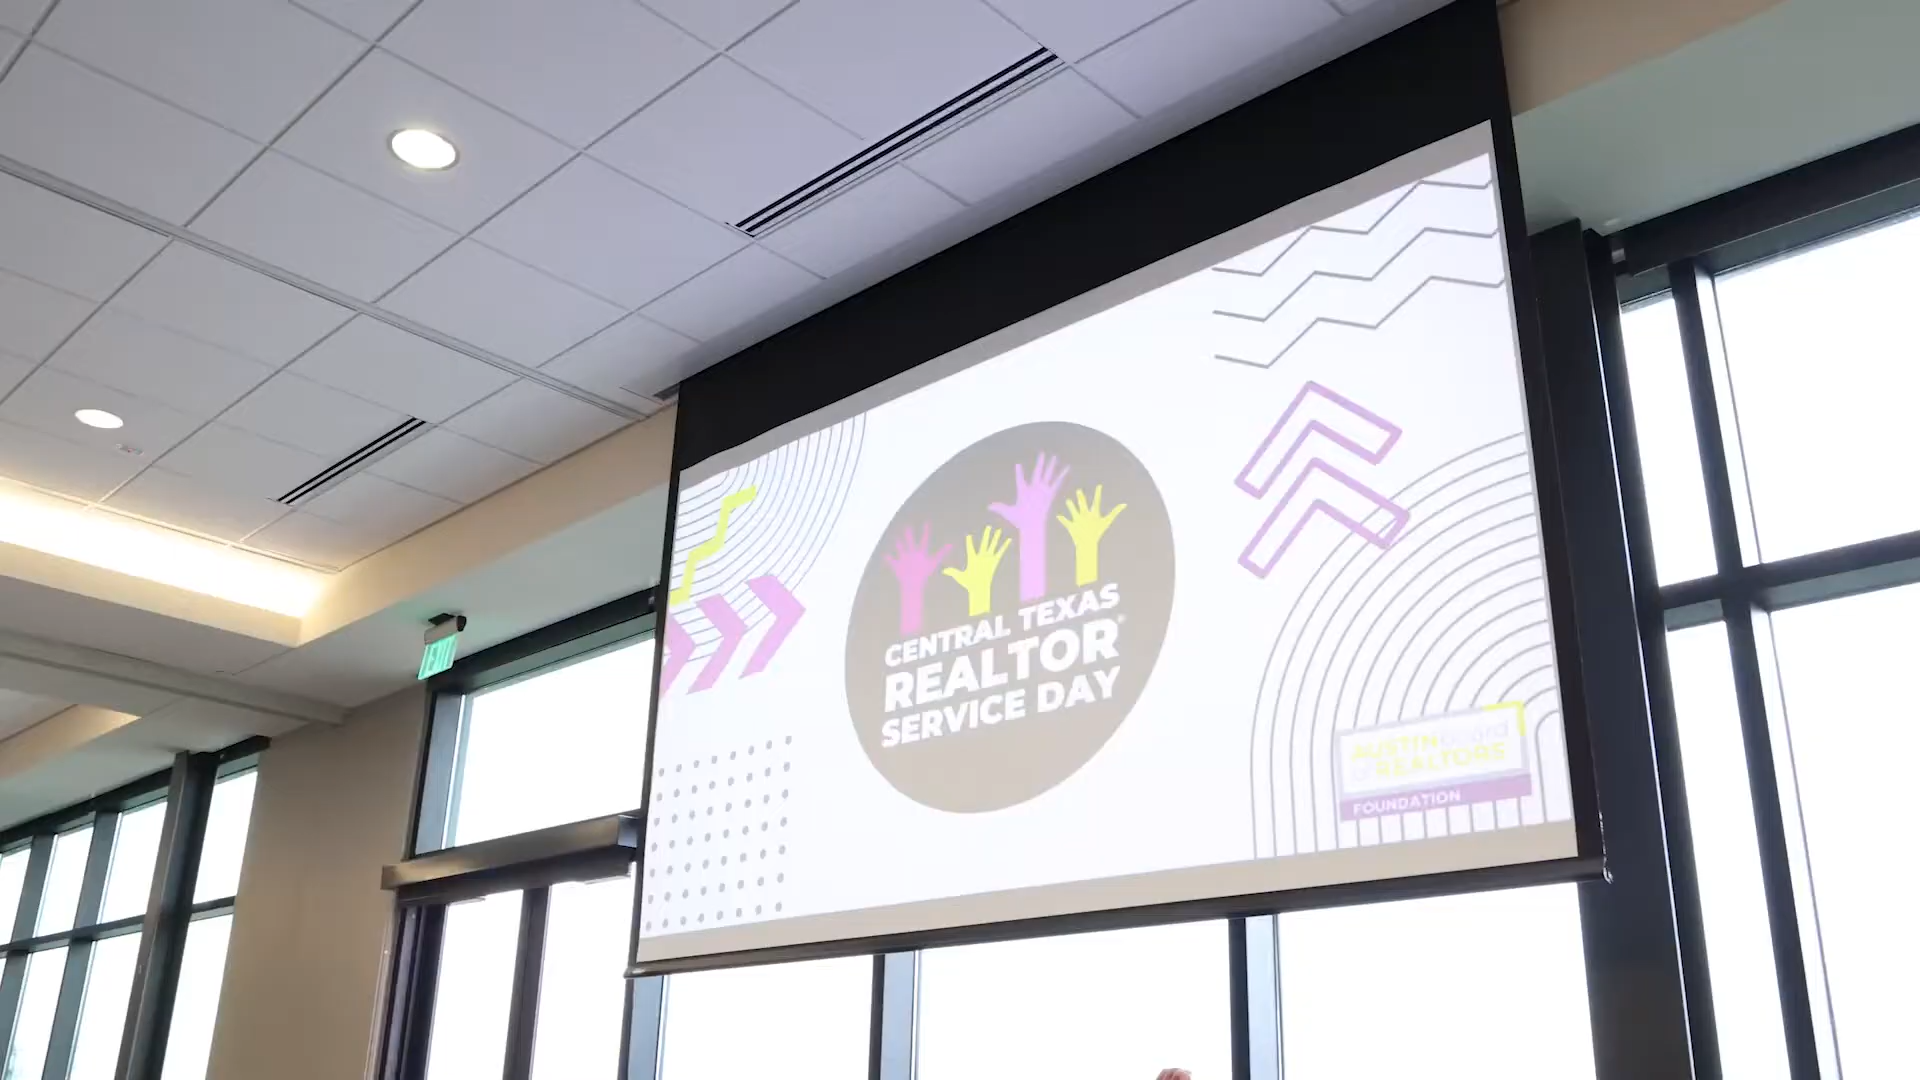 EXIT
CENTRAL TEXAS
REALTOR®
SERVICE DAY
AUSTIN board
of REALTORS
FOUNDATION